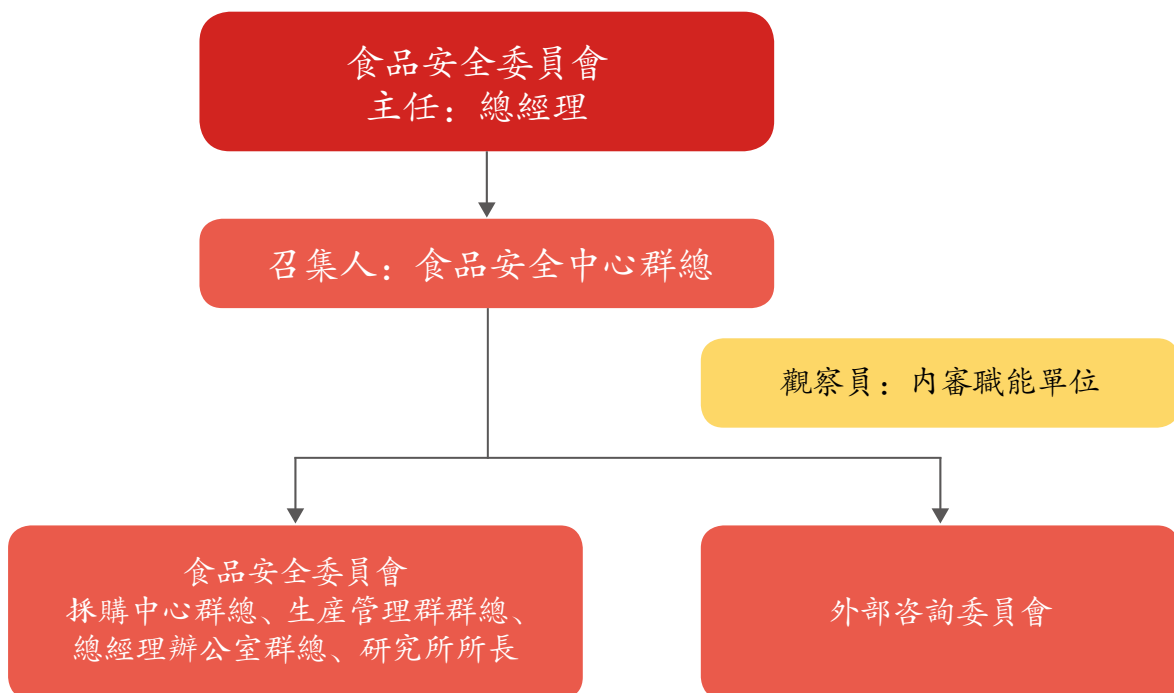 食品安全委員會
主任：總經理
召集人：食品安全中心群總
觀察員：内審職能單位
食品安全委員會
採購中心群總、生產管理群群總、
總經理辦公室群總、研究所所長
外部咨詢委員會